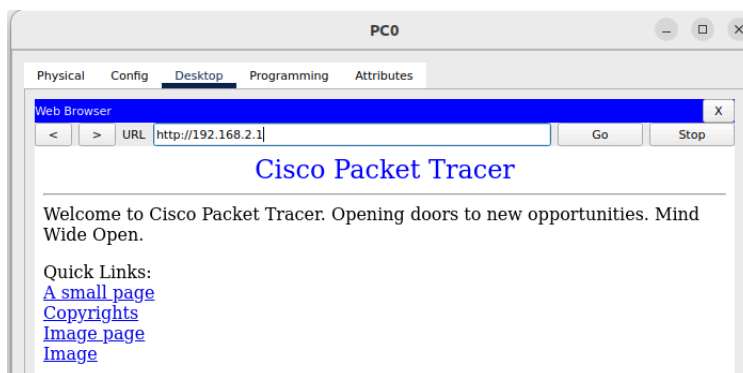 PC0
Physical Config Desktop Programming Attributes
Web Browser X
< > URL http://192.168.2.1 Go Stop
Cisco Packet Tracer
Welcome to Cisco Packet Tracer. Opening doors to new opportunities. Mind
Wide Open.
Quick Links:
A small page
Copyrights
Image page
Image